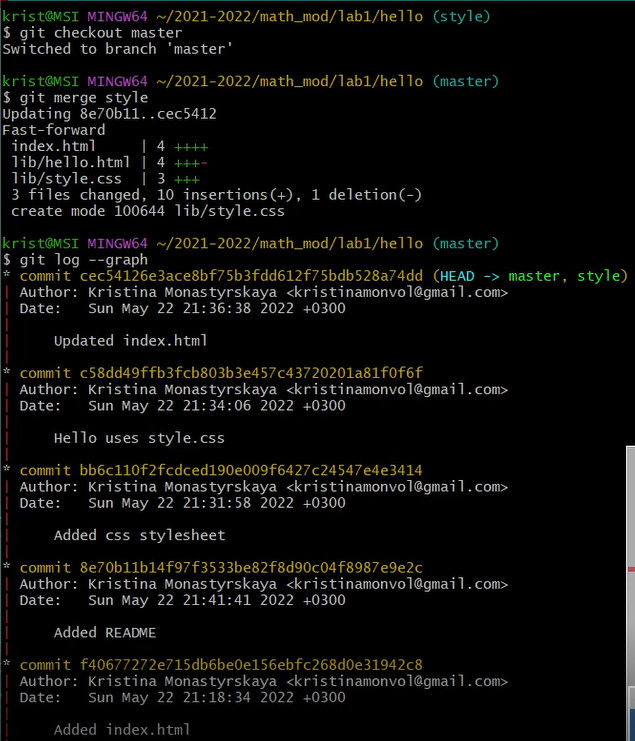 krist@MSI MINGW64 ~/2021-2022/math_mod/lab1/hello (style)
$ git checkout master
Switched to branch 'master'
krist@MSI MINGW64 ~/2021-2022/math_mod/lab1/hello (master)
$ git merge style
Updating 8e70b11..cec5412
Fast-forward
 index.html     | 4 ++++
 lib/hello.html | 4 +++-
 lib/style.css  | 3 +++
 3 files changed, 10 insertions(+), 1 deletion(-)
 create mode 100644 lib/style.css
krist@MSI MINGW64 ~/2021-2022/math_mod/lab1/hello (master)
$ git log --graph
* commit cec54126e3ace8bf75b3fdd612f75bdb528a74dd (HEAD -> master, style)
| Author: Kristina Monastyrskaya <kristinamonvol@gmail.com>
| Date:   Sun May 22 21:36:38 2022 +0300
|
|     Updated index.html
|
* commit c58dd49ffb3fcb803b3e457c43720201a81f0f6f
| Author: Kristina Monastyrskaya <kristinamonvol@gmail.com>
| Date:   Sun May 22 21:34:06 2022 +0300
|
|     Hello uses style.css
|
* commit bb6c110f2fcdced190e009f6427c24547e4e3414
| Author: Kristina Monastyrskaya <kristinamonvol@gmail.com>
| Date:   Sun May 22 21:31:58 2022 +0300
|
|     Added css stylesheet
|
* commit 8e70b11b14f97f3533be82f8d90c04f8987e9e2c
| Author: Kristina Monastyrskaya <kristinamonvol@gmail.com>
| Date:   Sun May 22 21:41:41 2022 +0300
|
|     Added README
|
* commit f40677272e715db6be0e156ebfc268d0e31942c8
| Author: Kristina Monastyrskaya <kristinamonvol@gmail.com>
| Date:   Sun May 22 21:18:34 2022 +0300
|
|     Added index.html